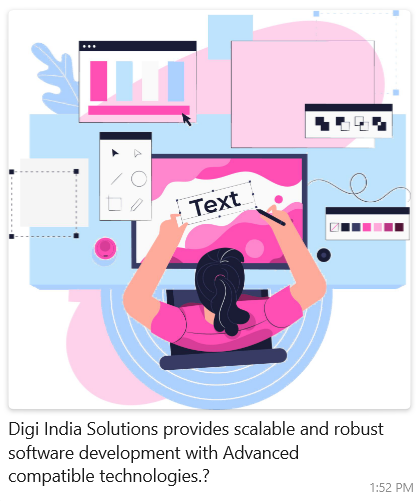 Text
Digi India Solutions provides scalable and robust
software development with Advanced
compatible technologies.?
1:52 PM